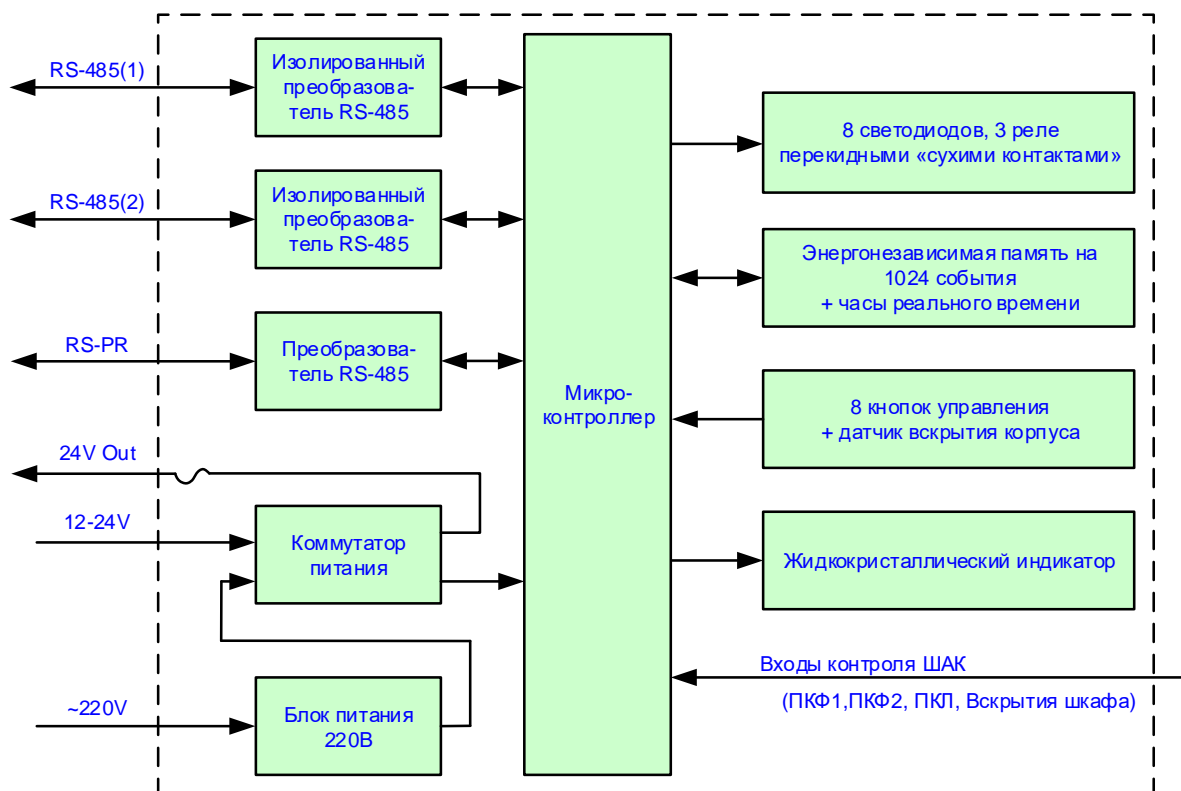 RS-485(1)
Изолированный
преобразова-
тель RS-485
RS-485(2)
Изолированный
преобразова-
тель RS-485
RS-PR
Преобразова-
тель RS-485
24V Out
12-24V
Коммутатор
питания
~220V
Блок питания
220В
Микро-
контроллер
8 светодиодов, 3 реле
перекидными «сухими контактами»
Энергонезависимая память на
1024 события
+ часы реального времени
8 кнопок управления
+ датчик вскрытия корпуса
Жидкокристаллический индикатор
Входы контроля ШАК
(ПКФ1,ПКФ2, ПКЛ, Вскрытия шкафа)